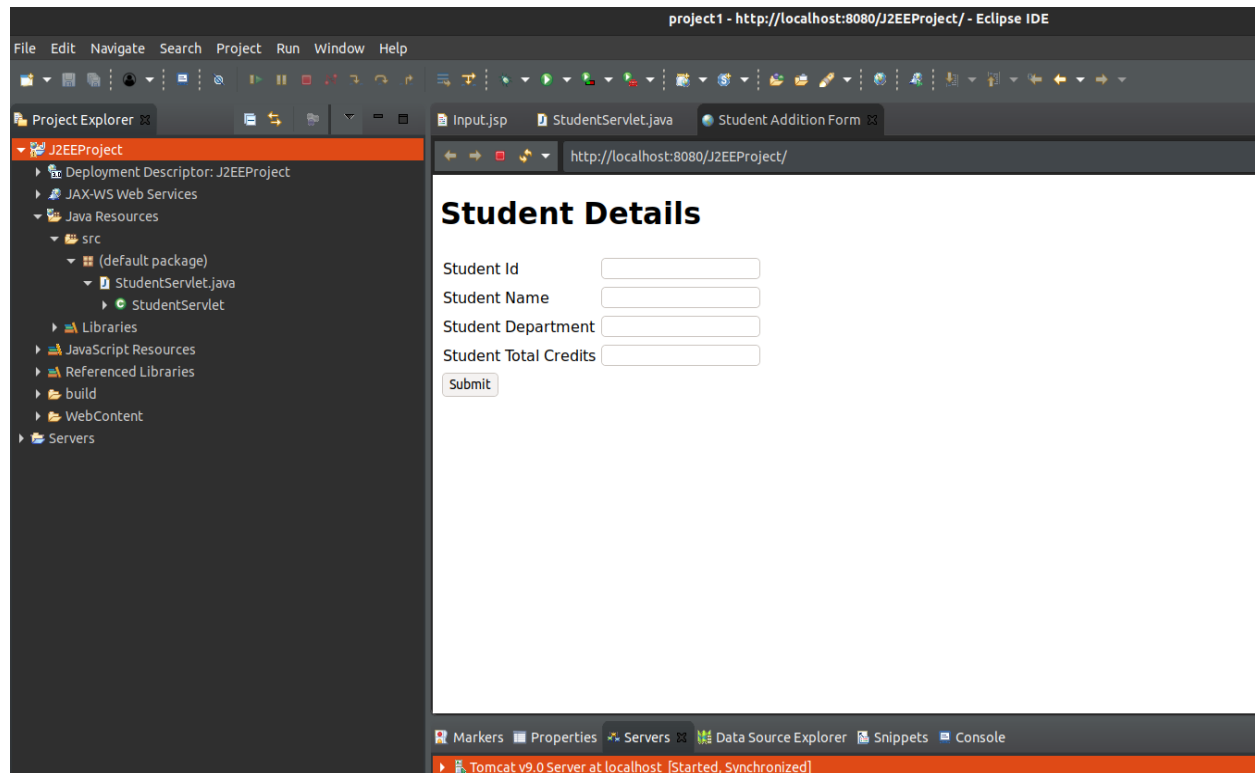 project1 - http://localhost:8080/J2EEProject/ - Eclipse IDE
File Edit Navigate Search Project Run Window Help
Project Explorer
Input.jsp StudentServlet.java Student Addition Form
J2EEProject
http://localhost:8080/J2EEProject/
Deployment Descriptor: J2EEProject
JAX-WS Web Services
Java Resources
src
(default package)
StudentServlet.java
StudentServlet
Libraries
JavaScript Resources
Referenced Libraries
build
WebContent
Servers
Student Details
Student Id
Student Name
Student Department
Student Total Credits
Submit
Markers Properties Servers Data Source Explorer Snippets Console
Tomcat v9.0 Server at localhost [Started, Synchronized]